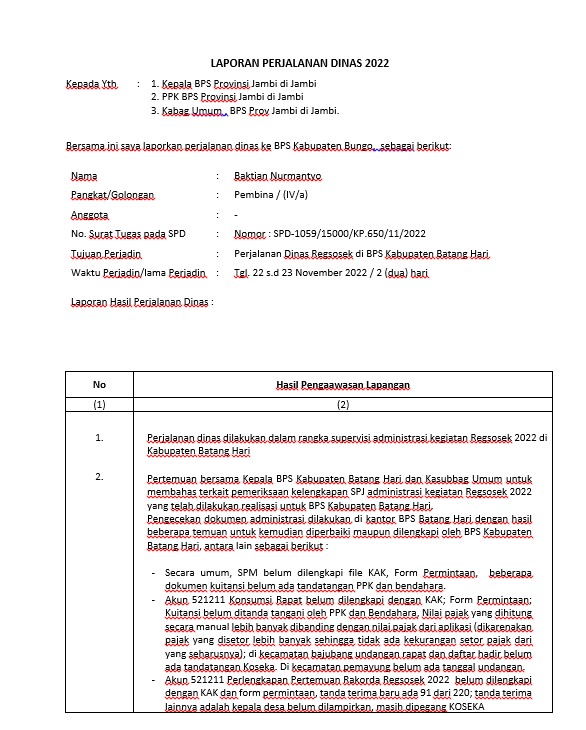 LAPORAN PERJALANAN DINAS 2022
Kepada Yth : 1. Kepala BPS Provinsi Jambi di Jambi
2. PPK BPS Provinsi Jambi di Jambi
3. Kabag Umum , BPS Prov Jambi di Jambi.
Bersama ini saya laporkan perjalanan dinas ke BPS Kabupaten Bungo, sebagai berikut:
Nama : Baktian Nurmantyo
Pangkat/Golongan : Pembina / (IV/a)
Anggota : -
No. Surat Tugas pada SPD : Nomor : SPD-1059/15000/KP.650/11/2022
Tujuan Perjadin : Perjalanan Dinas Regsosek di BPS Kabupaten Batang Hari
Waktu Perjadin/lama Perjadin : Tgl. 22 s.d 23 November 2022 / 2 (dua) hari
Laporan Hasil Perjalanan Dinas :
No Hasil Pengaawasan Lapangan
(1) (2)
1. Perjalanan dinas dilakukan dalam rangka supervisi administrasi kegiatan Regsosek 2022 di
Kabupaten Batang Hari
2. Pertemuan bersama Kepala BPS Kabupaten Batang Hari dan Kasubbag Umum untuk
membahas terkait pemeriksaan kelengkapan SPJ administrasi kegiatan Regsosek 2022
yang telah dilakukan realisasi untuk BPS Kabupaten Batang Hari.
Pengecekan dokumen administrasi dilakukan di kantor BPS Batang Hari dengan hasil
beberapa temuan untuk kemudian diperbaiki maupun dilengkapi oleh BPS Kabupaten
Batang Hari, antara lain sebagai berikut :
- Secara umum, SPM belum dilengkapi file KAK, Form Permintaan, beberapa
dokumen kuitansi belum ada tandatangan PPK dan bendahara.
- Akun 521211 Konsumsi Rapat belum dilengkapi dengan KAK; Form Permintaan;
Kuitansi belum ditanda tangani oleh PPK dan Bendahara, Nilai pajak yang dihitung
secara manual lebih banyak dibanding dengan nilai pajak dari aplikasi (dikarenakan
pajak yang disetor lebih banyak sehingga tidak ada kekurangan setor pajak dari
yang seharusnya); di kecamatan bajubang undangan rapat dan daftar hadir belum
ada tandatangan Koseka. Di kecamatan pemayung belum ada tanggal undangan.
- Akun 521211 Perlengkapan Pertemuan Rakorda Regsosek 2022 belum dilengkapi
dengan KAK dan form permintaan, tanda terima baru ada 91 dari 220; tanda terima
lainnya adalah kepala desa belum dilampirkan, masih dipegang KOSEKA